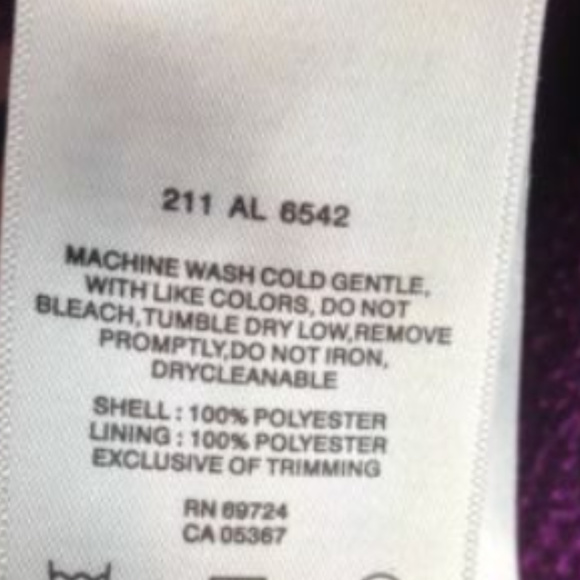 211 AL 6542
MACHINE WASH COLD GENTLE,
WITH LIKE COLORS, DO NOT
BLEACH,TUMBLE DRY LOW,REMOVE
PROMPTLY,DO NOT IRON,
DRYCLEANABLE
SHELL : 100% POLYESTER
LINING : 100% POLYESTER
EXCLUSIVE OF TRIMMING
RN 69724
CA 05367